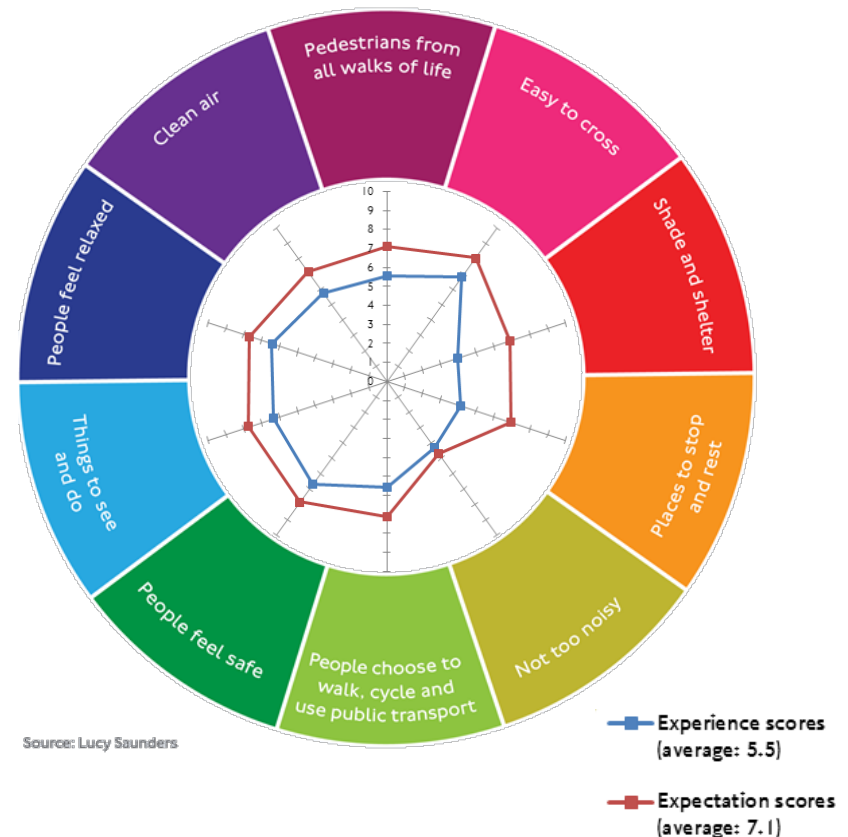 Pedestrians from
all walks of life
Easy to cross
Shade and shelter
Places to stop
and rest
Not too noisy
People choose to
walk, cycle and
use public transport
People feel safe
Things to see
and do
People feel relaxed
Clean air
10
9
8
7
6
5
4
3
2
1
0
Source: Lucy Saunders
Experience scores
(average: 5.5)
Expectation scores
(average: 7.1)